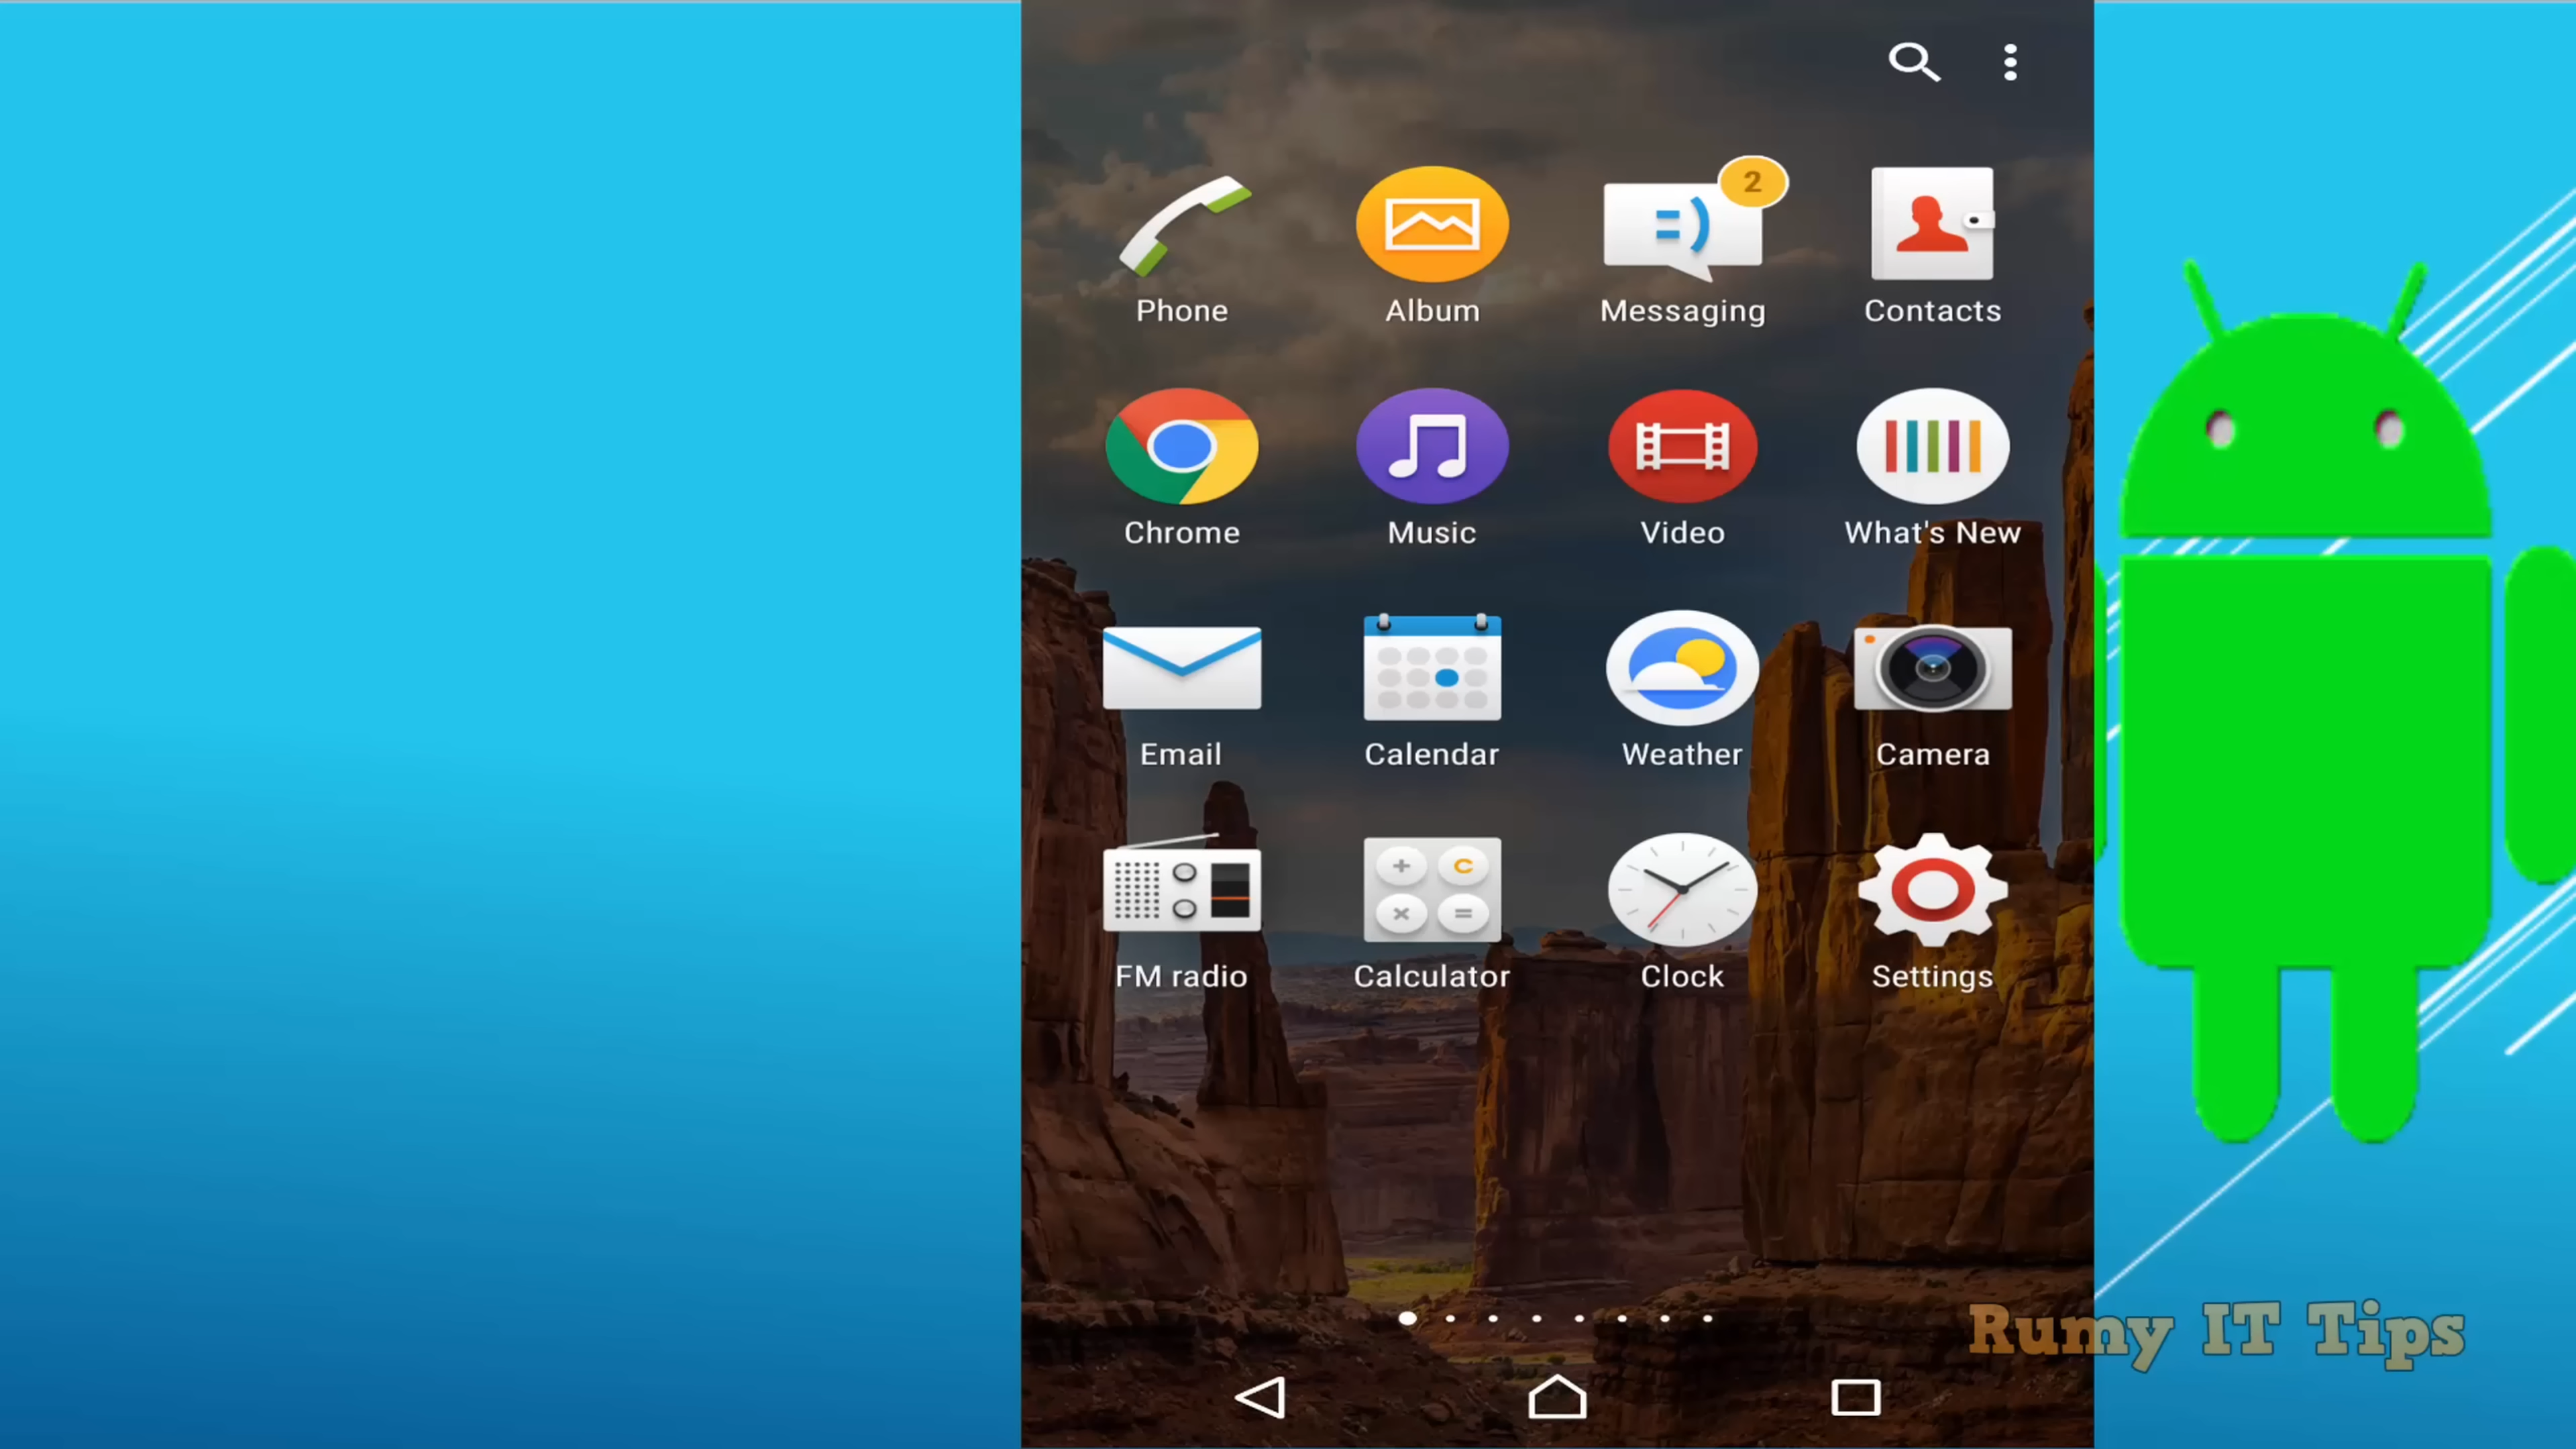 2
Phone Album Messaging Contacts
Chrome Music Video What's New
Email Calendar Weather Camera
FM radio Calculator Clock Settings
Rumy IT Tips